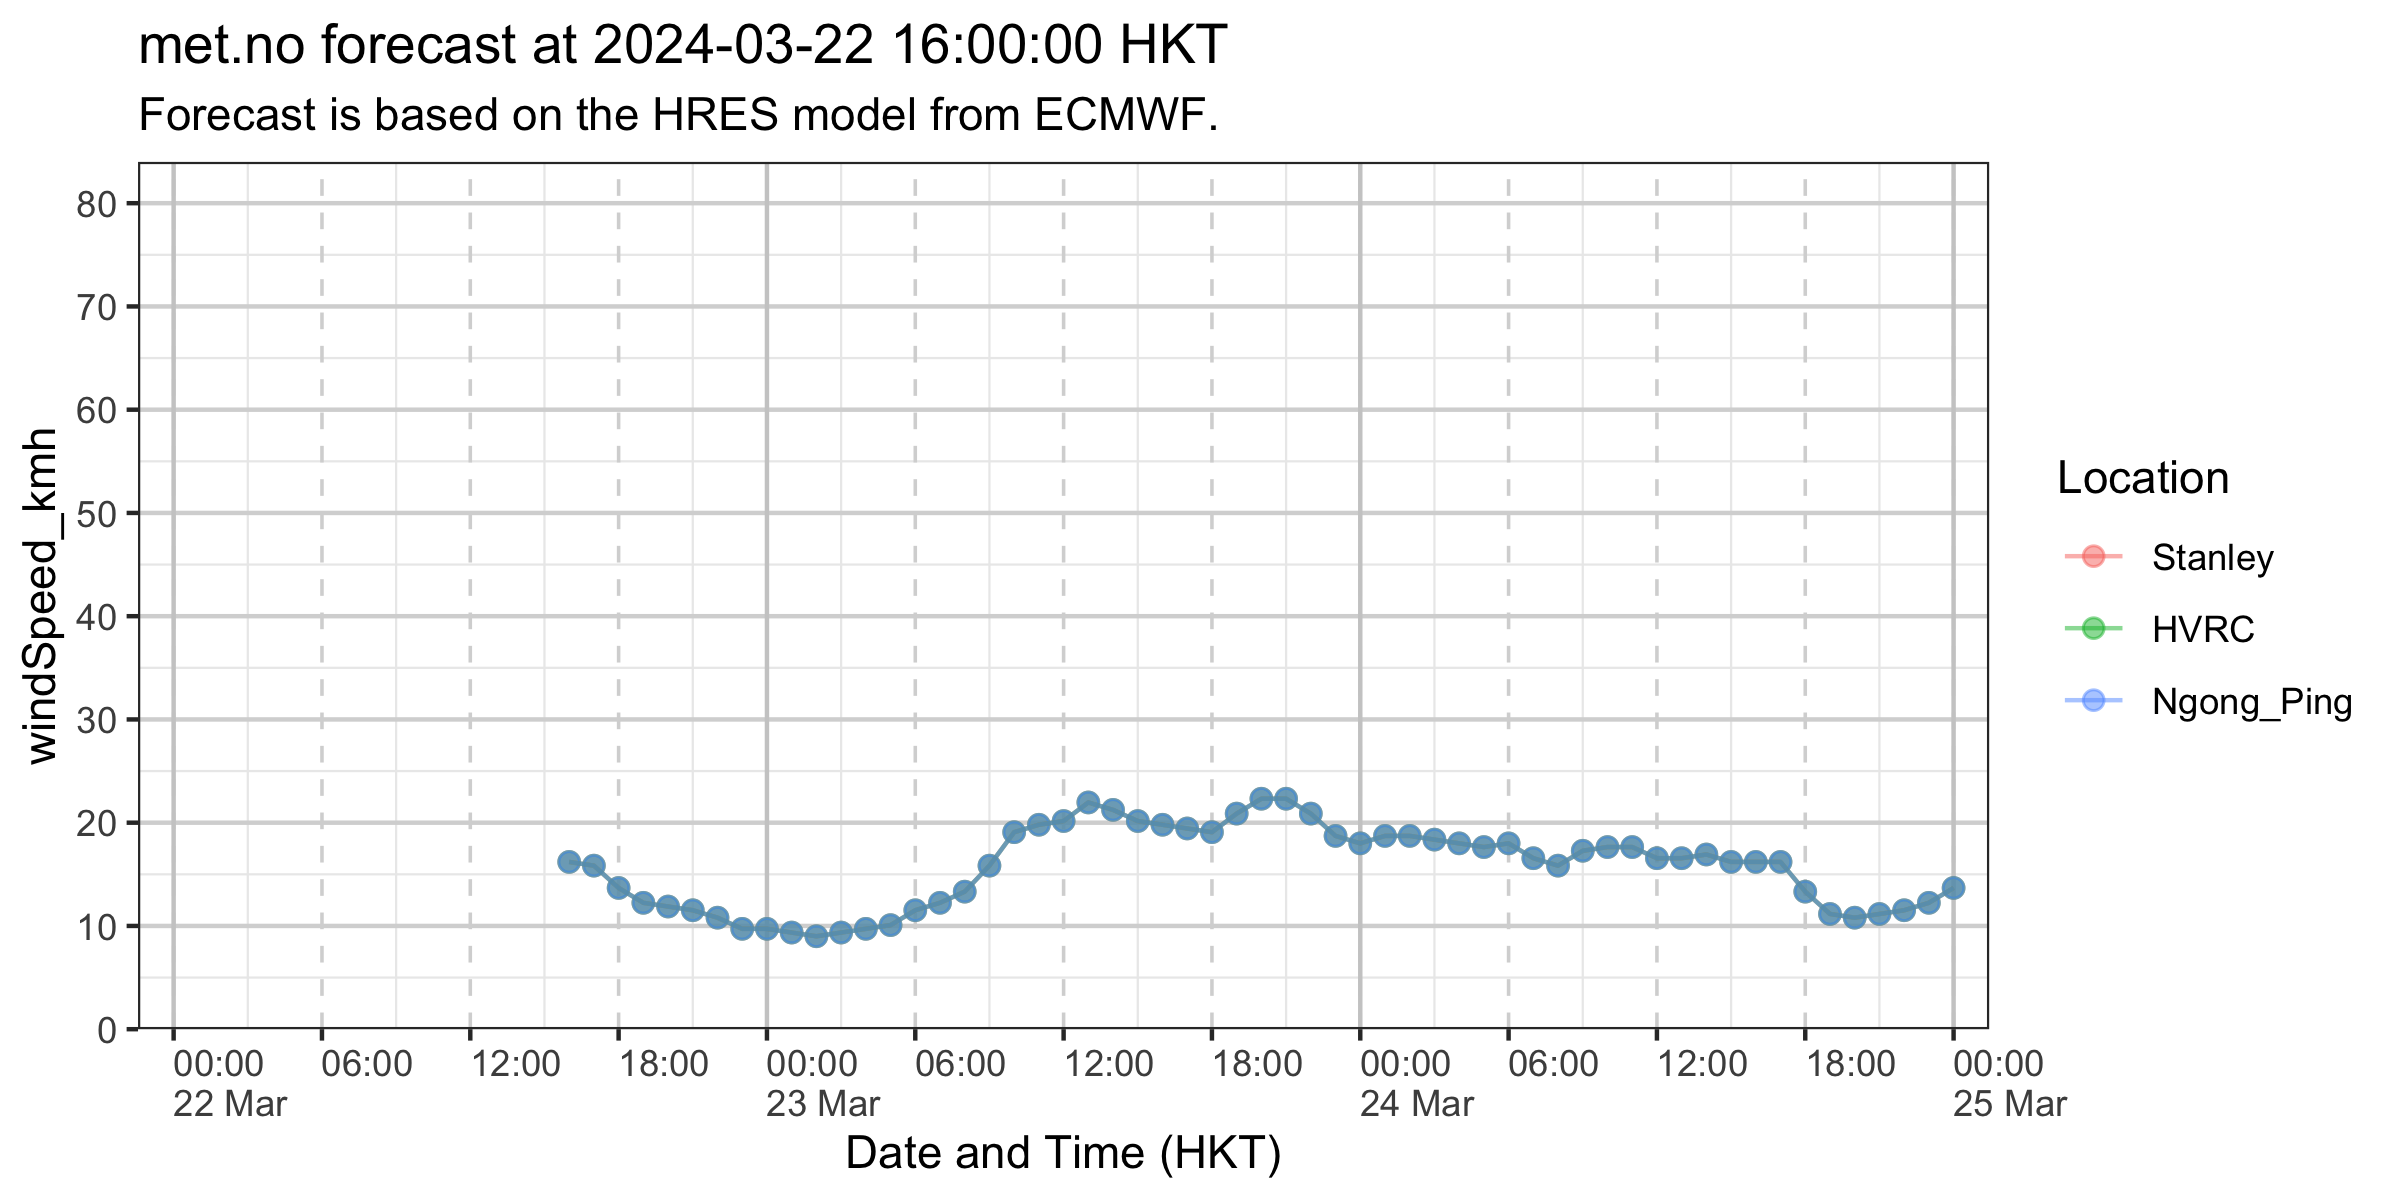 met.no forecast at 2024-03-22 16:00:00 HKT
Forecast is based on the HRES model from ECMWF.
windSpeed_kmh
80
70
60
50
40
30
20
10
0
00:00 06:00 12:00 18:00 00:00 06:00 12:00 18:00 00:00 06:00 12:00 18:00 00:00
22 Mar 23 Mar 24 Mar 25 Mar
Date and Time (HKT)
Location
Stanley
HVRC
Ngong_Ping